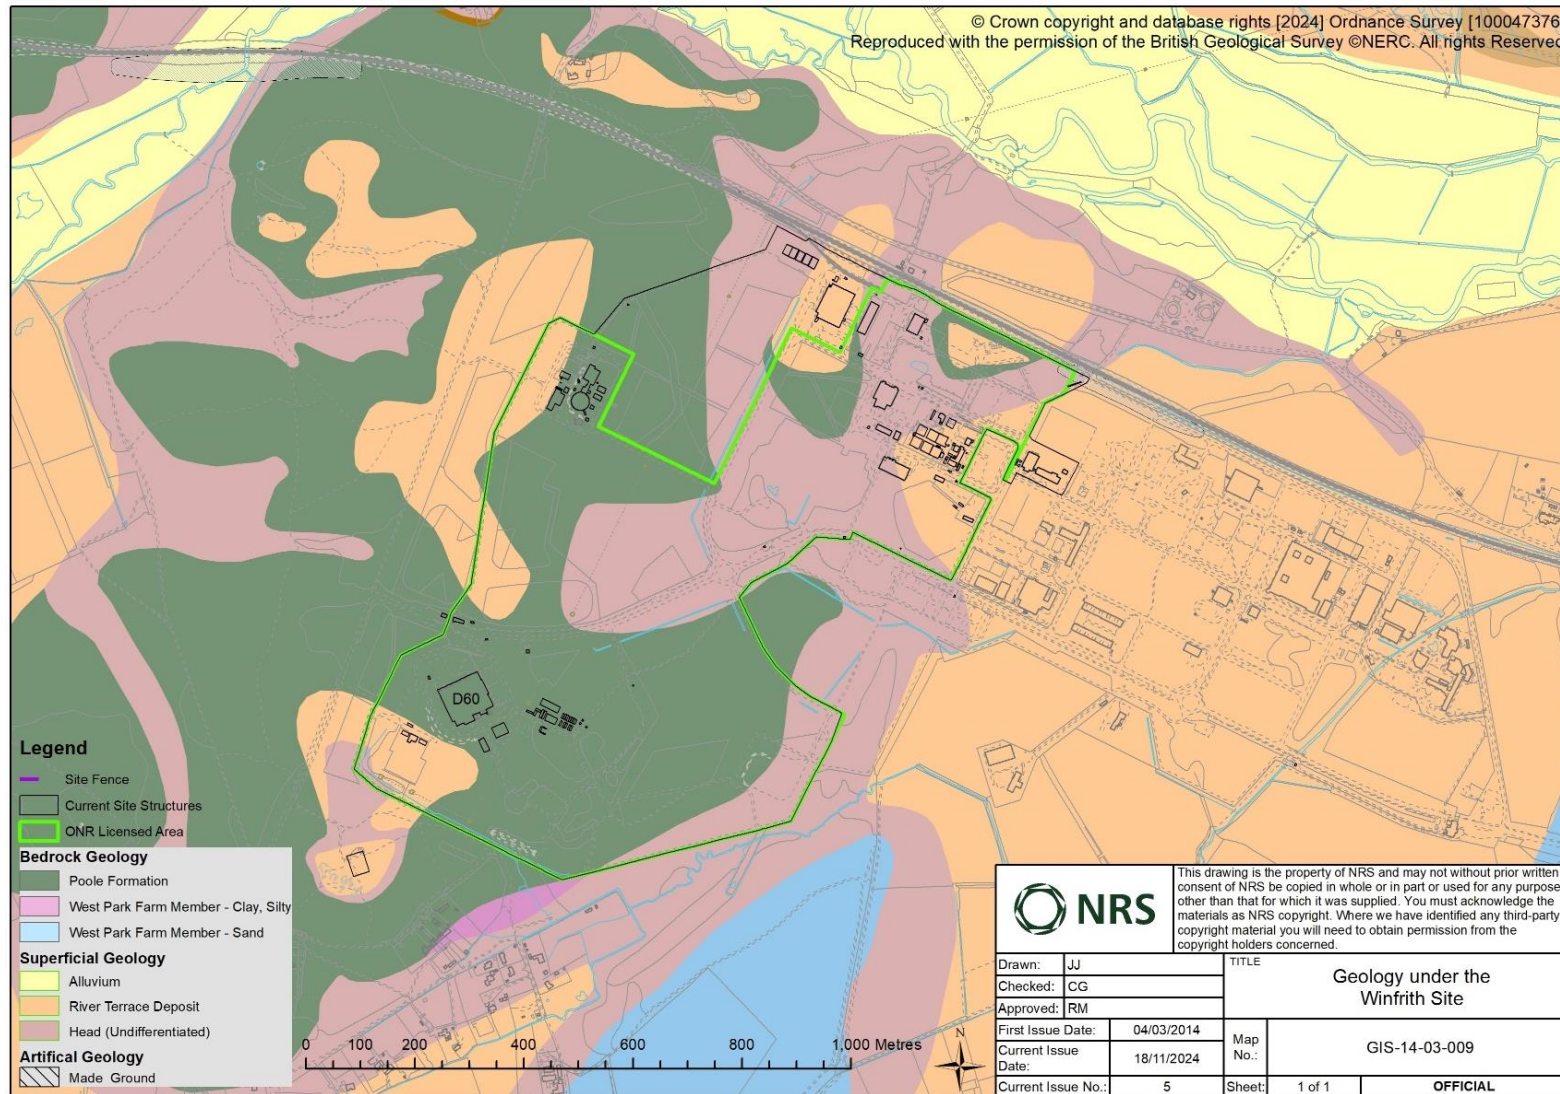 © Crown copyright and database rights [2024] Ordnance Survey [100047376
Reproduced with the permission of the British Geological Survey ©NERC. All rights Reserved
D60
Legend
Site Fence
Current Site Structures
ONR Licensed Area
Bedrock Geology
Poole Formation
West Park Farm Member - Clay, Silty
West Park Farm Member - Sand
Superficial Geology
Alluvium
River Terrace Deposit
Head (Undifferentiated)
Artifical Geology
Made Ground
0 100 200 400 600 800 1,000 Metres
N
NRS
This drawing is the property of NRS and may not without prior written
consent of NRS be copied in whole or in part or used for any purpose
other than that for which it was supplied. You must acknowledge the
materials as NRS copyright. Where we have identified any third-party
copyright material you will need to obtain permission from the
copyright holders concerned.
Drawn: JJ
Checked: CG
Approved: RM
TITLE
Geology under the
Winfrith Site
First Issue Date: 04/03/2014
Current Issue
Date: 18/11/2024
Map
No.: GIS-14-03-009
Current Issue No.: 5
Sheet: 1 of 1
OFFICIAL